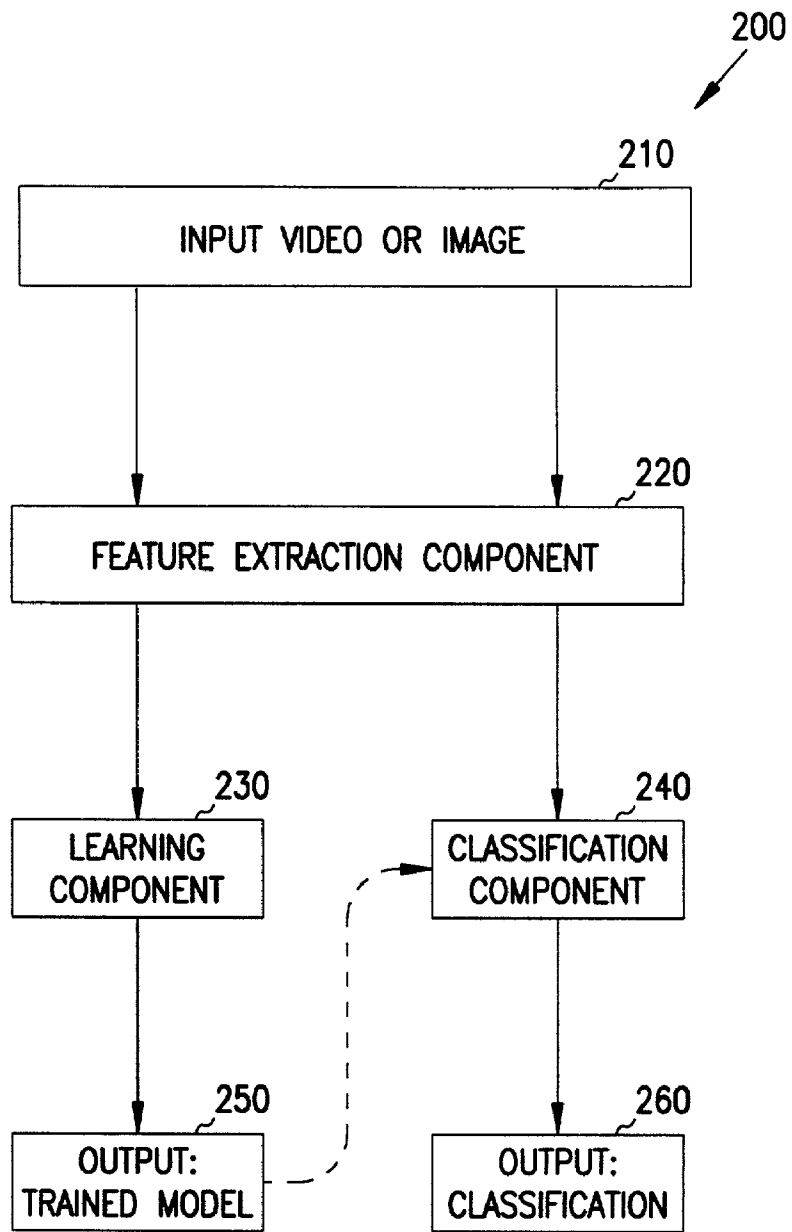 200
210
INPUT VIDEO OR IMAGE
220
FEATURE EXTRACTION COMPONENT
230
LEARNING
COMPONENT
240
CLASSIFICATION
COMPONENT
250
OUTPUT:
TRAINED MODEL
260
OUTPUT:
CLASSIFICATION